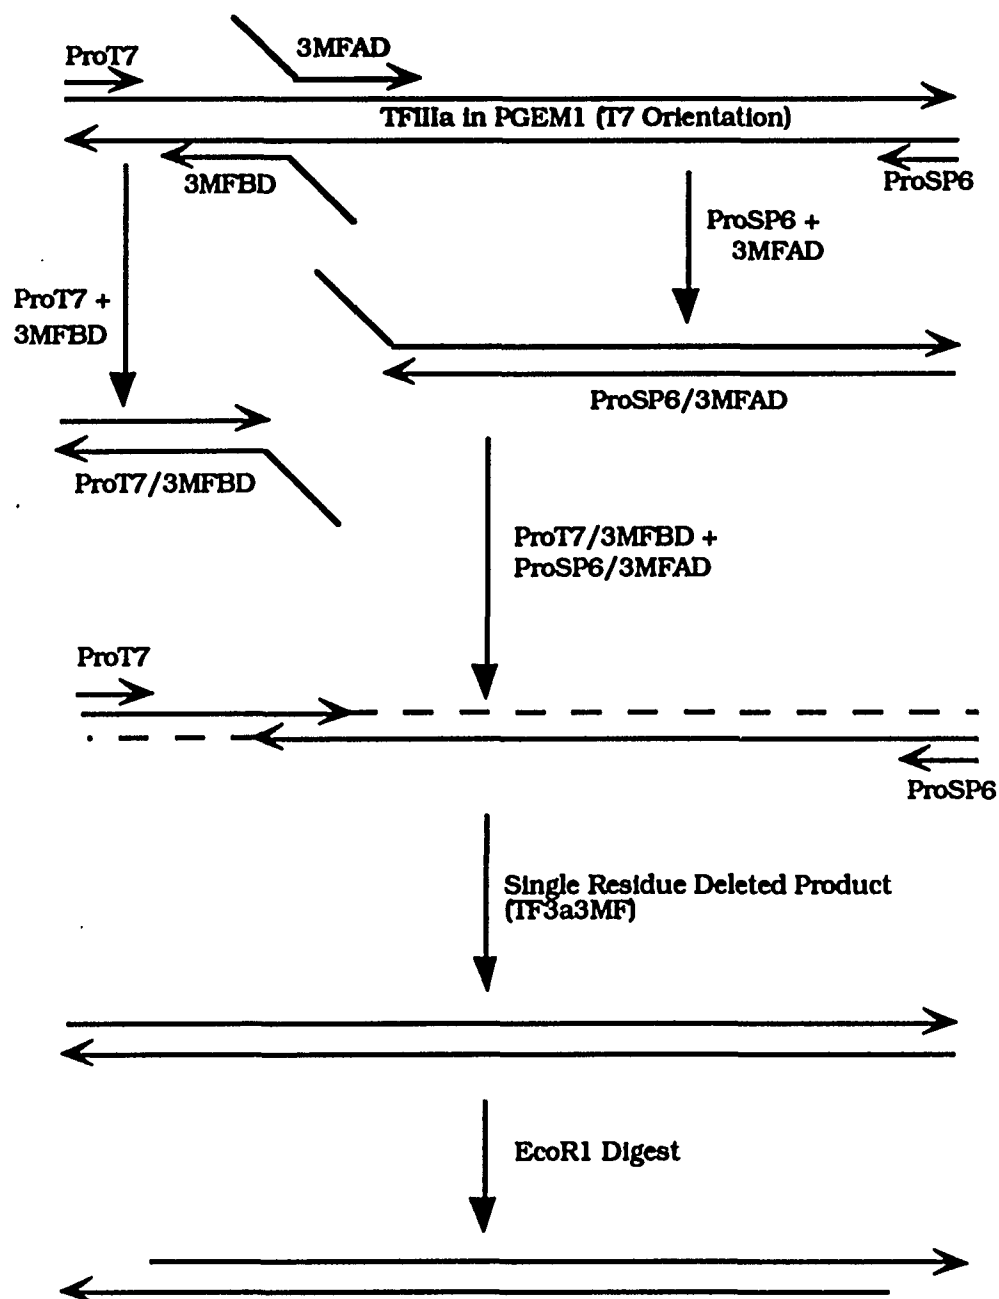 ProT7
3MFAD
TFIIIa in PGEM1 (T7 Orientation)
3MFBD
ProSP6
ProSP6 +
3MFAD
ProT7 +
3MFBD
ProSP6/3MFAD
ProT7/3MFBD
ProT7/3MFBD +
ProSP6/3MFAD
ProT7
ProSP6
Single Residue Deleted Product
(TF3a3MF)
EcoR1 Digest